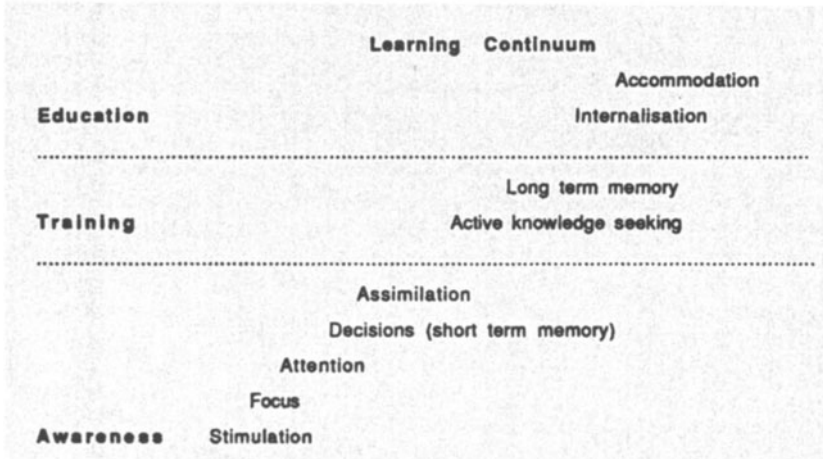 Learning Continuum
Accommodation
Education Internalisation
Long term memory
Training Active knowledge seeking
Assimilation
Decisions (short term memory)
Attention
Focus
Awareness Stimulation